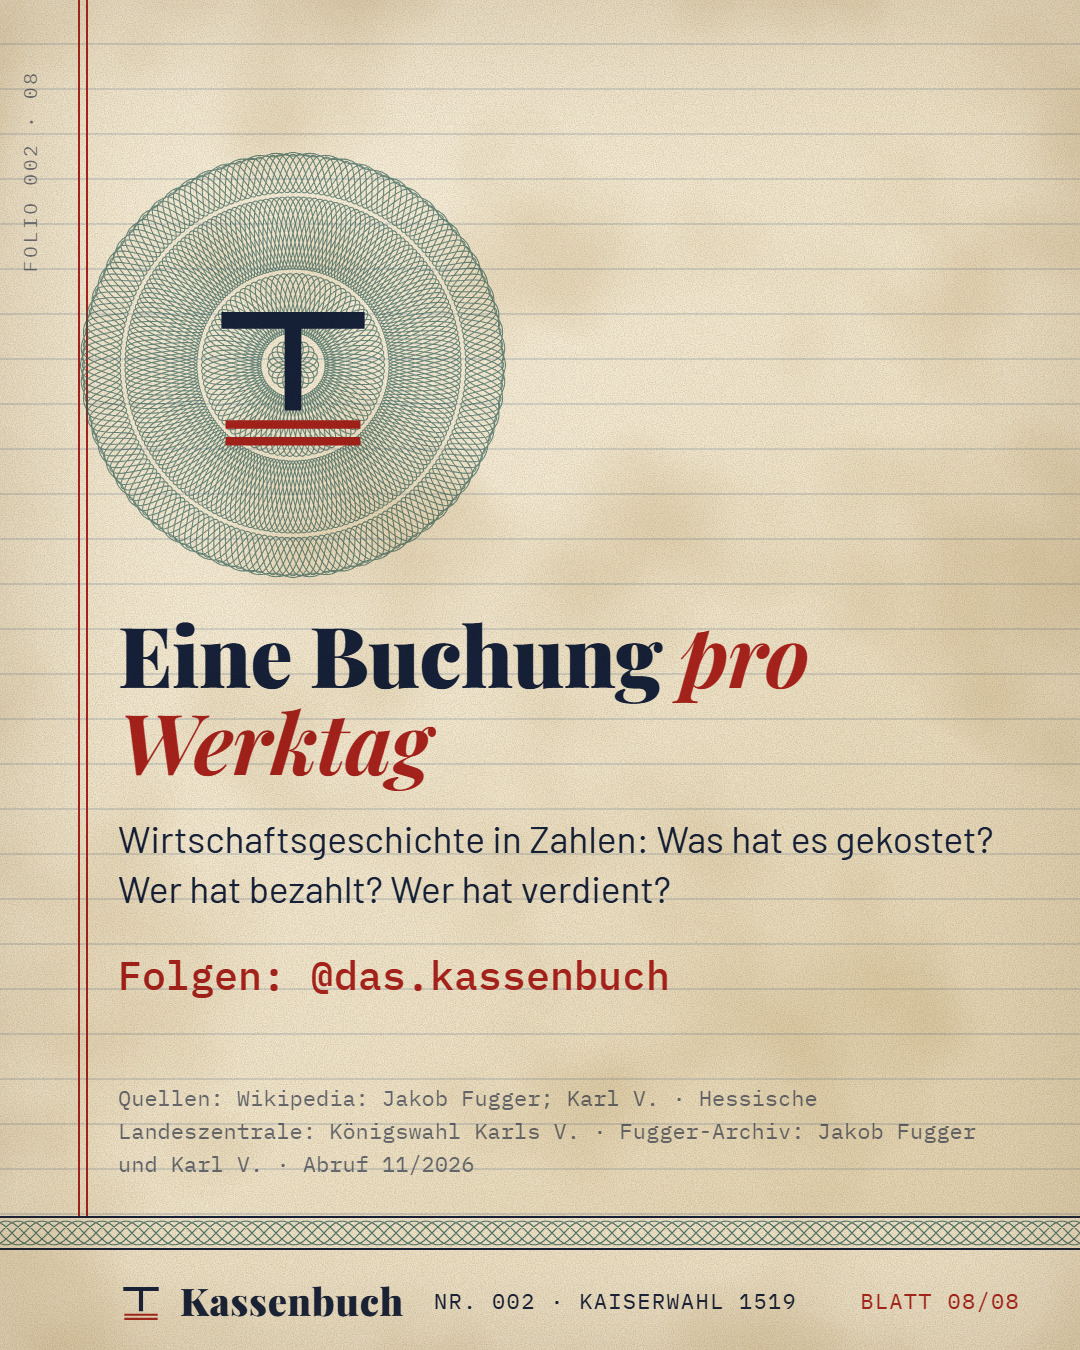 FOLIO 002 · 08
T
Eine Buchung pro
Werktag
Wirtschaftsgeschichte in Zahlen: Was hat es gekostet?
Wer hat bezahlt? Wer hat verdient?
Folgen: @das.kassenbuch
Quellen: Wikipedia: Jakob Fugger; Karl V. · Hessische
Landeszentrale: Königswahl Karls V. · Fugger-Archiv: Jakob Fugger
und Karl V. · Abruf 11/2026
T Kassenbuch NR. 002 · KAISERWAHL 1519 BLATT 08/08